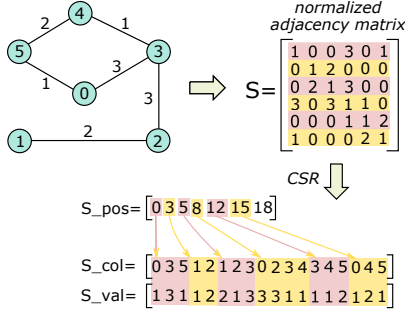 normalized
adjacency matrix
4
2
1
5
3
1
3
0
3
1
2
2
S=
1 0 0 3 0 1
0 1 2 0 0 0
0 2 1 3 0 0
3 0 3 1 1 0
0 0 0 1 1 2
1 0 0 0 2 1
CSR
S_pos= [0 3 5 8 12 15 18]
S_col= [0 3 5 1 2 1 2 3 0 2 3 4 3 4 5 0 4 5]
S_val= [1 3 1 1 2 2 1 3 3 3 1 1 1 1 2 1 2 1]